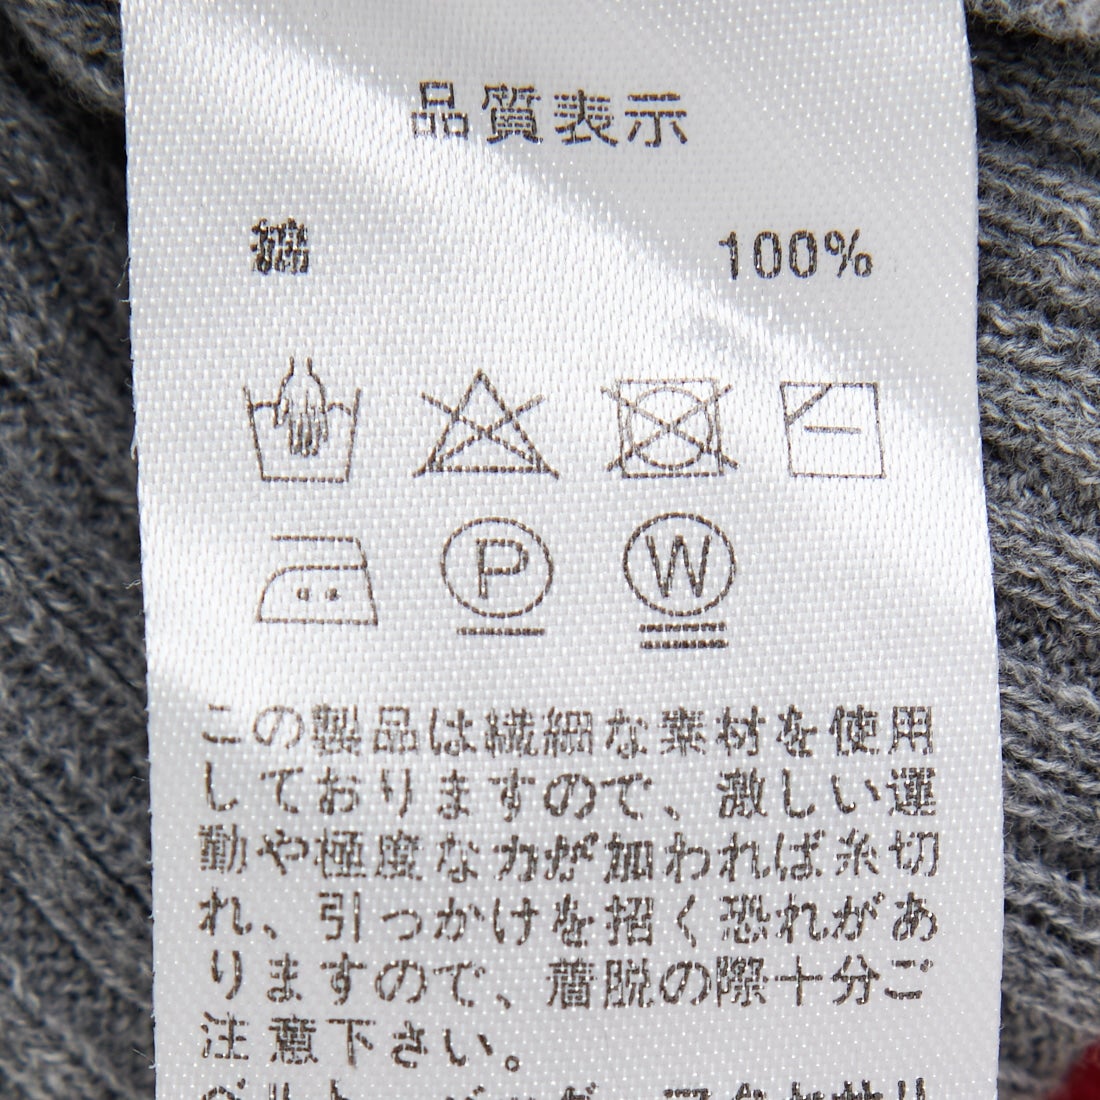 品質表示
綿 100%
P W
この製品は繊細な素材を使用
しておりますので、激しい運
動や極度な力が加われば糸切
れ、引っかけを招く恐れがあ
りますので、着脱の際十分ご
注意下さい。